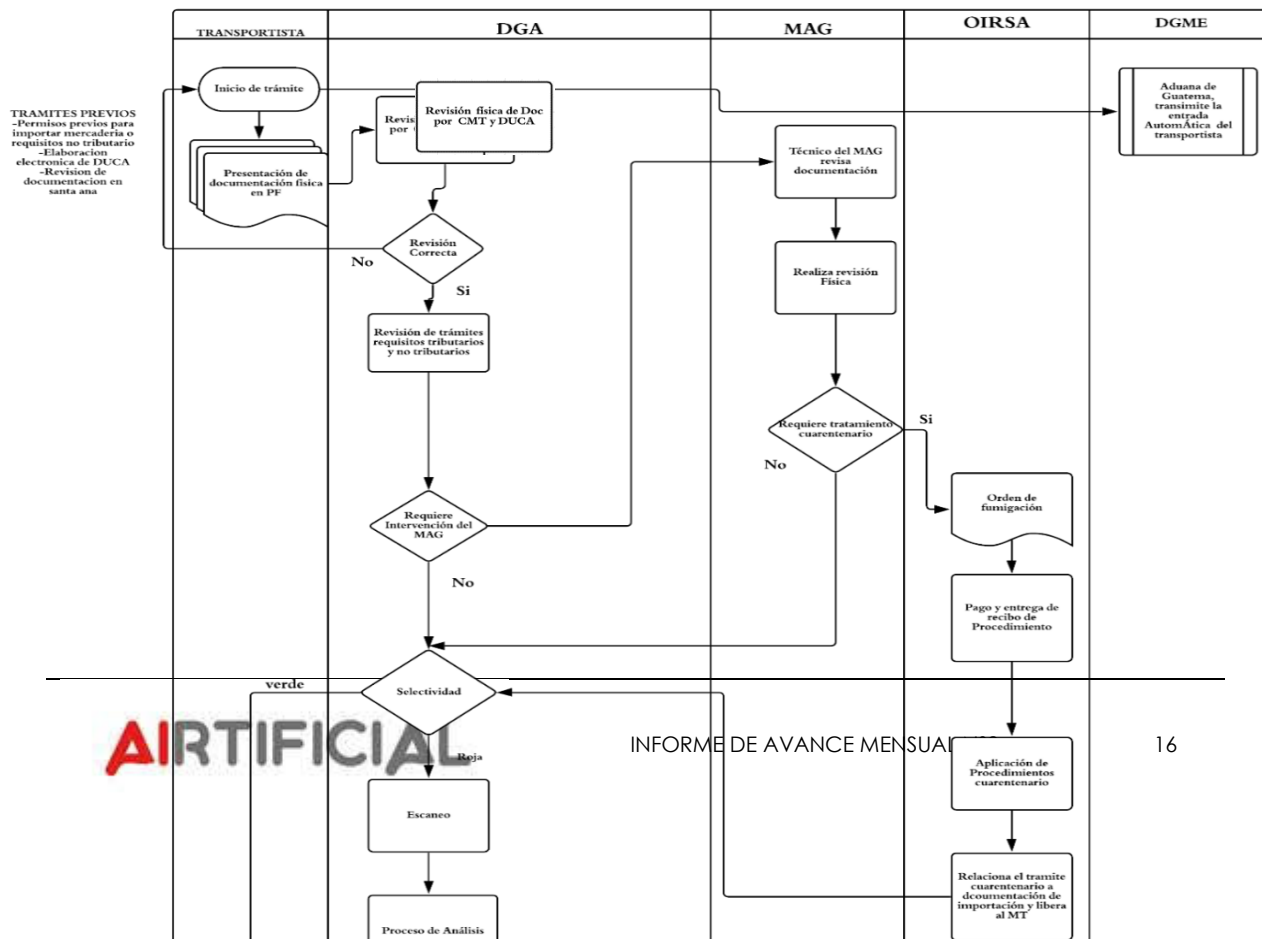 TRANSPORTISTA
DGA
MAG
OIRSA
DGME
TRAMITES PREVIOS
-Permisos previos para
importar mercaderia o
requisitos no tributario
-Elaboracion
electronica de DUCA
-Revision de
documentacion en
santa ana
Inicio de trámite
Presentación de
documentación fisica
en PF
Revis
por
Revisión física de Doc
por CMT y DUCA
Revisión
Correcta
No
Si
Revisión de trámites
requisitos tributarios
y no tributarios
Requiere
Intervención del
MAG
No
Selectividad
verde
Roja
Escaneo
Proceso de Análisis
Técnico del MAG
revisa
documentación
Realiza revisión
Física
Requiere tratamiento
cuarentenario
Si
No
Orden de
fumigación
Pago y entrega de
recibo de
Procedimiento
Aplicación de
Procedimientos
cuarentenario
Relaciona el tramite
cuarentenario a
dcoumentación de
importación y libera
al MT
Aduana de
Guatema,
transimite la
entrada
AutomÃtica del
transportista
AIRTIFICIAL
INFORME DE AVANCE MENSUAL
16